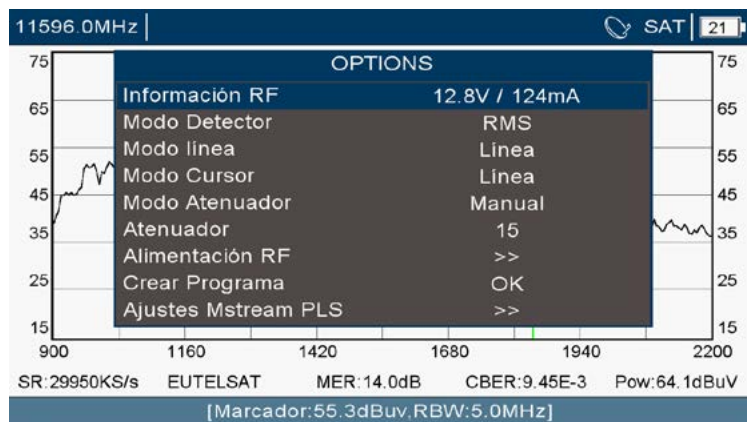 11596.0MHz SAT 21
OPTIONS
75 75
Información RF 12.8V / 124mA
65 65
Modo Detector RMS
Modo línea Línea
55 55
Modo Cursor Línea
45 45
Modo Atenuador Manual
35 35
Atenuador 15
Alimentación RF >>
25 25
Crear Programa OK
Ajustes Mstream PLS >>
15 15
900 1160 1420 1680 1940 2200
SR:29950KS/s EUTELSAT MER:14.0dB CBER:9.45E-3 Pow:64.1dBuV
[Marcador:55.3dBuv,RBW:5.0MHz]